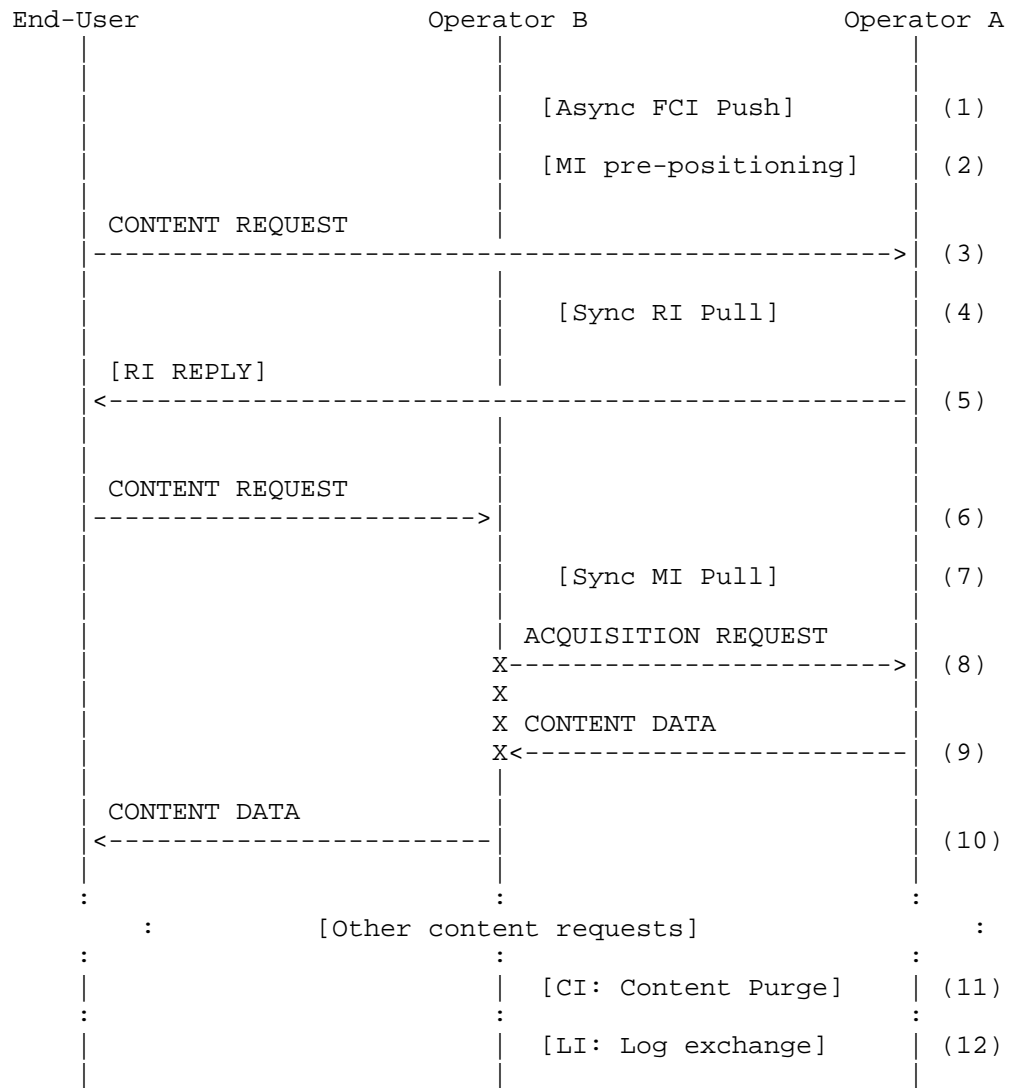 End-User Operator B Operator A
[Async FCI Push] (1)
[MI pre-positioning] (2)
CONTENT REQUEST
(3)
[Sync RI Pull] (4)
[RI REPLY]
(5)
CONTENT REQUEST
(6)
[Sync MI Pull] (7)
ACQUISITION REQUEST
X (8)
X
X CONTENT DATA
X (9)
CONTENT DATA
(10)
: : :
: [Other content requests] :
: : :
[CI: Content Purge] (11)
: : :
[LI: Log exchange] (12)